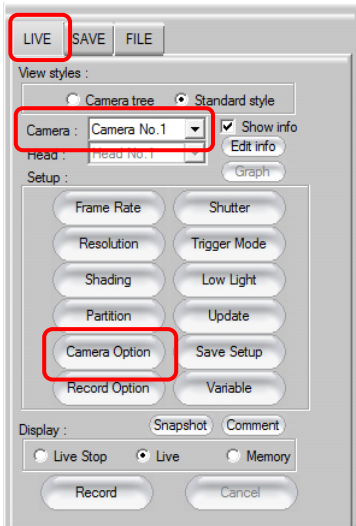 LIVE SAVE FILE
View styles :
Camera tree Standard style
Camera : Camera No.1 Show info
Head : Head No.1 Edit info
Setup : Graph
Frame Rate Shutter
Resolution Trigger Mode
Shading Low Light
Partition Update
Camera Option Save Setup
Record Option Variable
Display : Snapshot Comment
Live Stop Live Memory
Record Cancel